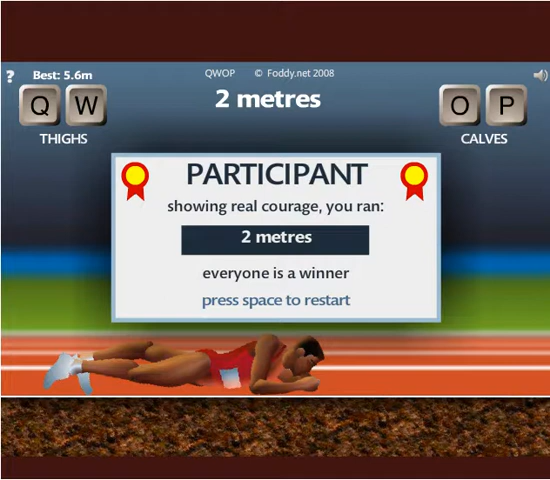 ?
Best: 5.6m
QWOP © Foddy.net 2008
2 metres
Q W
THIGHS
O P
CALVES
PARTICIPANT
showing real courage, you ran:
2 metres
everyone is a winner
press space to restart